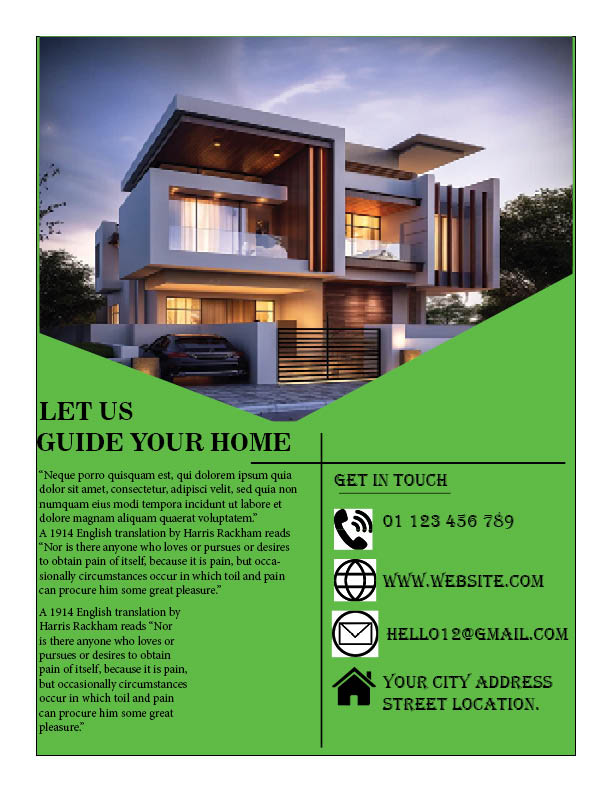 LET US
GUIDE YOUR HOME
“Neque porro quisquam est, qui dolorem ipsum quia
dolor sit amet, consectetur, adipisci velit, sed quia non
numquam eius modi tempora incidunt ut labore et
dolore magnam aliquam quaerat voluptatem.”
A 1914 English translation by Harris Rackham reads
“Nor is there anyone who loves or pursues or desires
to obtain pain of itself, because it is pain, but occa-
sionally circumstances occur in which toil and pain
can procure him some great pleasure.”
A 1914 English translation by
Harris Rackham reads “Nor
is there anyone who loves or
pursues or desires to obtain
pain of itself, because it is pain,
but occasionally circumstances
occur in which toil and pain
can procure him some great
pleasure.”
GET IN TOUCH
01 123 456 789
WWW.WEBSITE.COM
HELLO12@GMAIL.COM
YOUR CITY ADDRESS
STREET LOCATION.